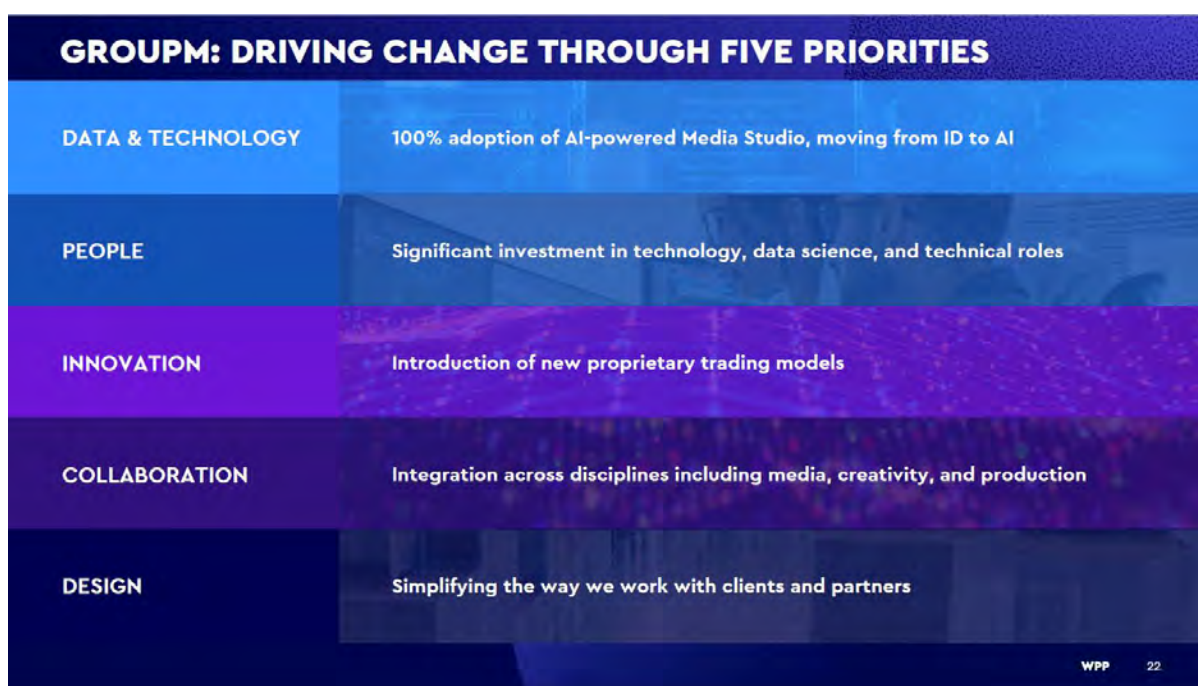 GROUPM: DRIVING CHANGE THROUGH FIVE PRIORITIES
DATA & TECHNOLOGY
100% adoption of AI-powered Media Studio, moving from ID to AI
PEOPLE
Significant investment in technology, data science, and technical roles
INNOVATION
Introduction of new proprietary trading models
COLLABORATION
Integration across disciplines including media, creativity, and production
DESIGN
Simplifying the way we work with clients and partners
WPP 22